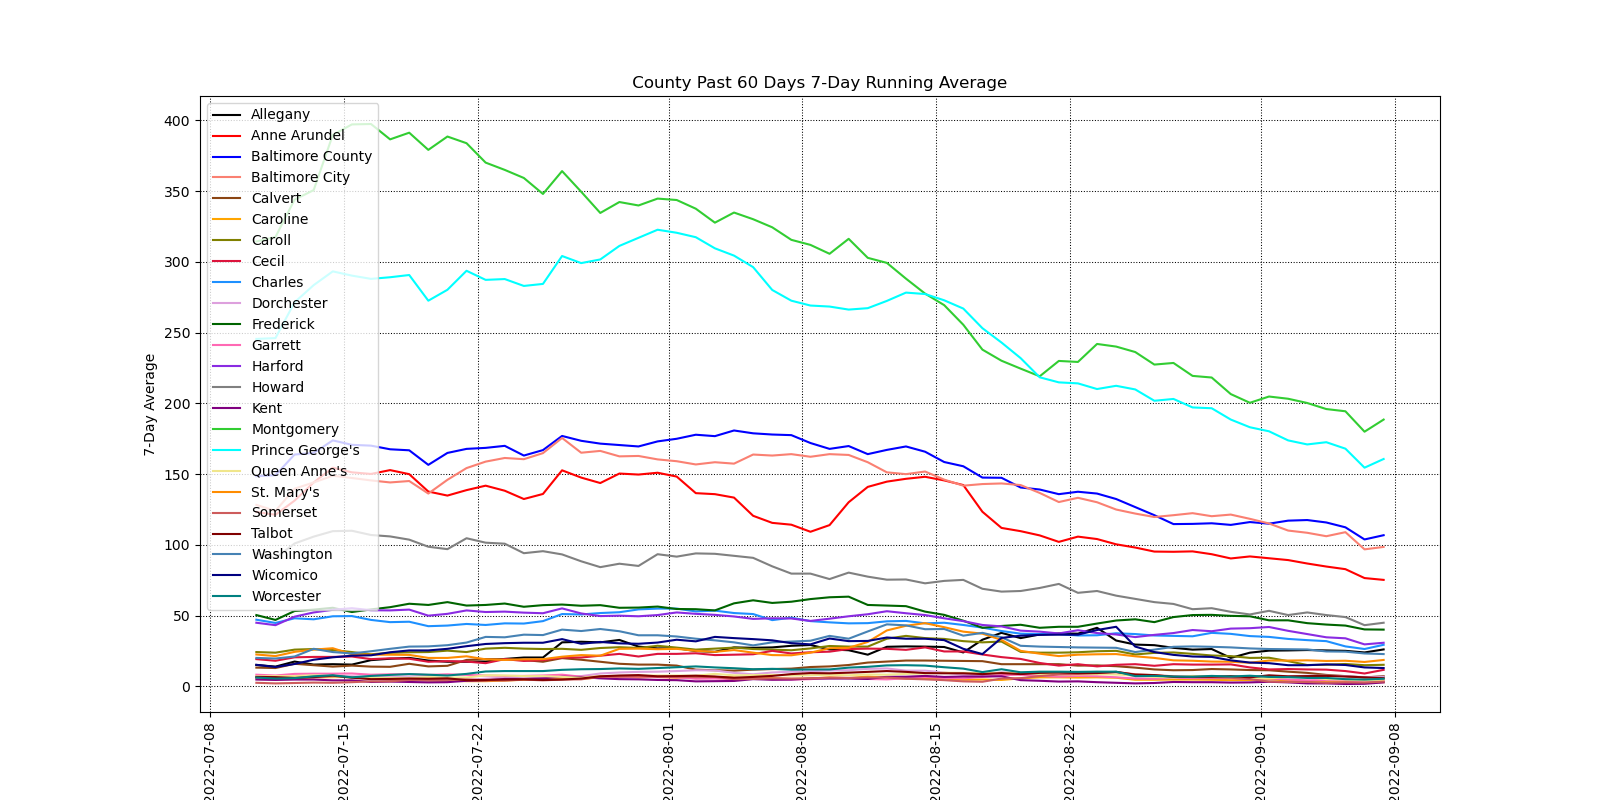 County Past 60 Days 7-Day Running Average
400
350
300
250
200
150
100
50
0
7-Day Average
Allegany
Anne Arundel
Baltimore County
Baltimore City
Calvert
Caroline
Caroll
Cecil
Charles
Dorchester
Frederick
Garrett
Harford
Howard
Kent
Montgomery
Prince George's
Queen Anne's
St. Mary's
Somerset
Talbot
Washington
Wicomico
Worcester
2022-07-08
2022-07-15
2022-07-22
2022-08-01
2022-08-08
2022-08-15
2022-08-22
2022-09-01
2022-09-08